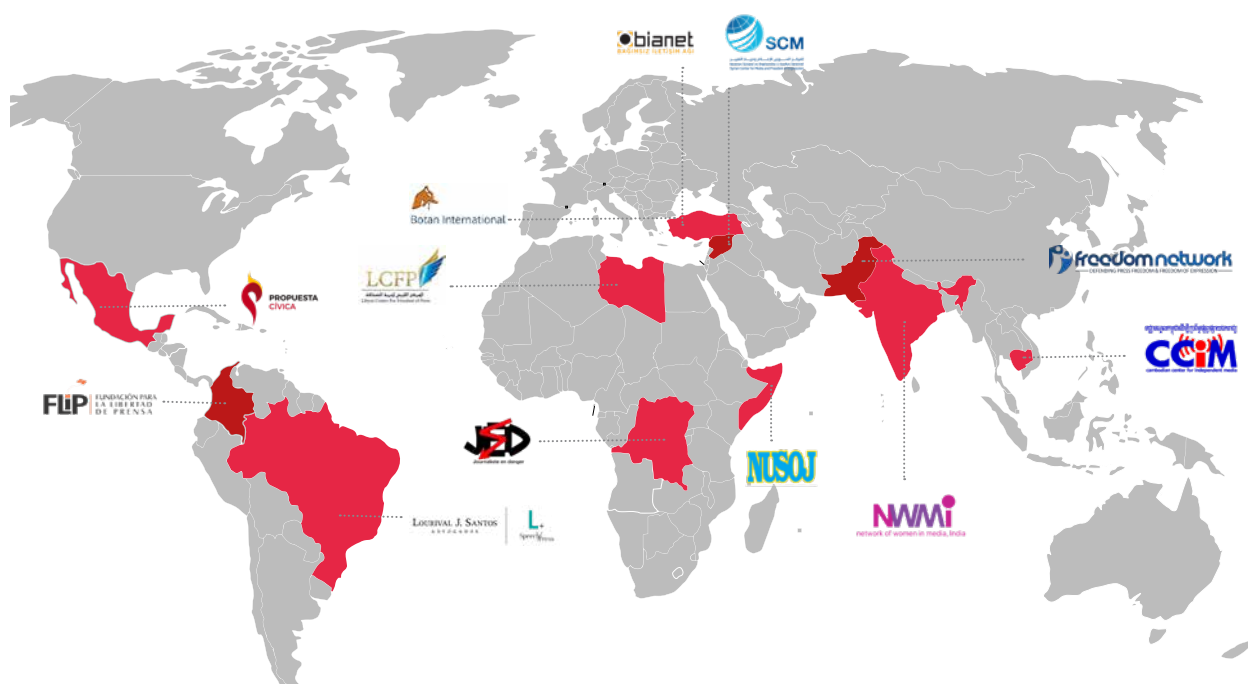 bianet
BAĞIMSIZ İLETİŞİM AĞI
SCM
Botan International
LCFP
Libyan Center For Freedom of Press
freedom network
DEFENDING PRESS FREEDOM & FREEDOM OF EXPRESSION
PROPUESTA
CÍVICA
CCiM
cambodian center for independent media
FLiP
FUNDACIÓN PARA
LA LIBERTAD
DE PRENSA
JED
Journaliste en danger
NUSOJ
NWMi
network of women in media, India
LOURIVAL J. SANTOS
ADVOGADOS
L+
Speech&Press